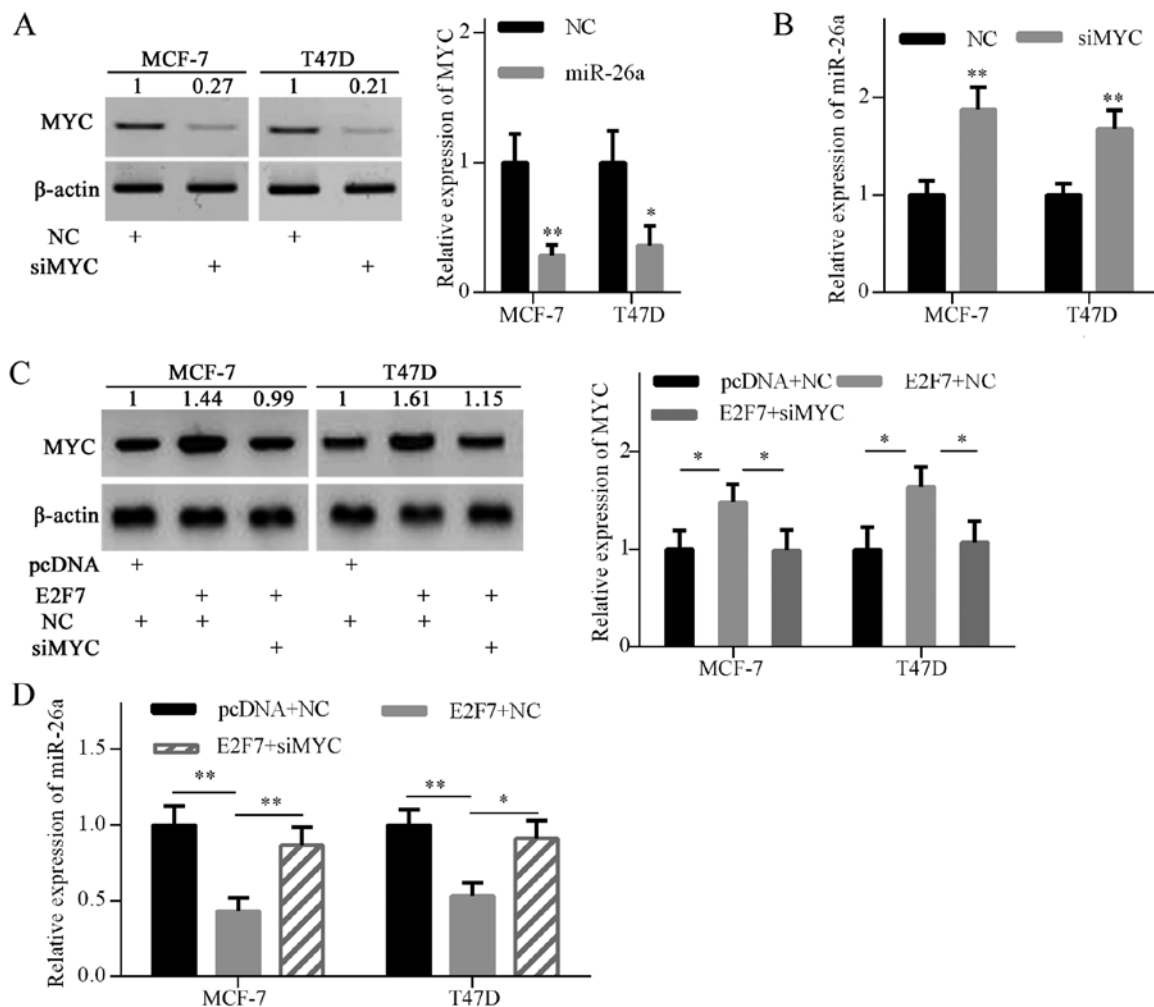 A
MCF-7 T47D
1 0.27 1 0.21
MYC
β-actin
NC + +
siMYC + +
Relative expression of MYC
NC
miR-26a
1
0
** *
MCF-7 T47D
B
Relative expression of miR-26a
NC siMYC
2
1
0
** **
MCF-7 T47D
C
MCF-7 T47D
1 1.44 0.99 1 1.61 1.15
MYC
β-actin
pcDNA + +
E2F7 + + + +
NC + + + +
siMYC + +
Relative expression of MYC
pcDNA+NC E2F7+NC
E2F7+siMYC
2
1
0
* * * *
MCF-7 T47D
D
Relative expression of miR-26a
pcDNA+NC E2F7+NC
E2F7+siMYC
1.5
1.0
0.5
0.0
** ** ** *
MCF-7 T47D